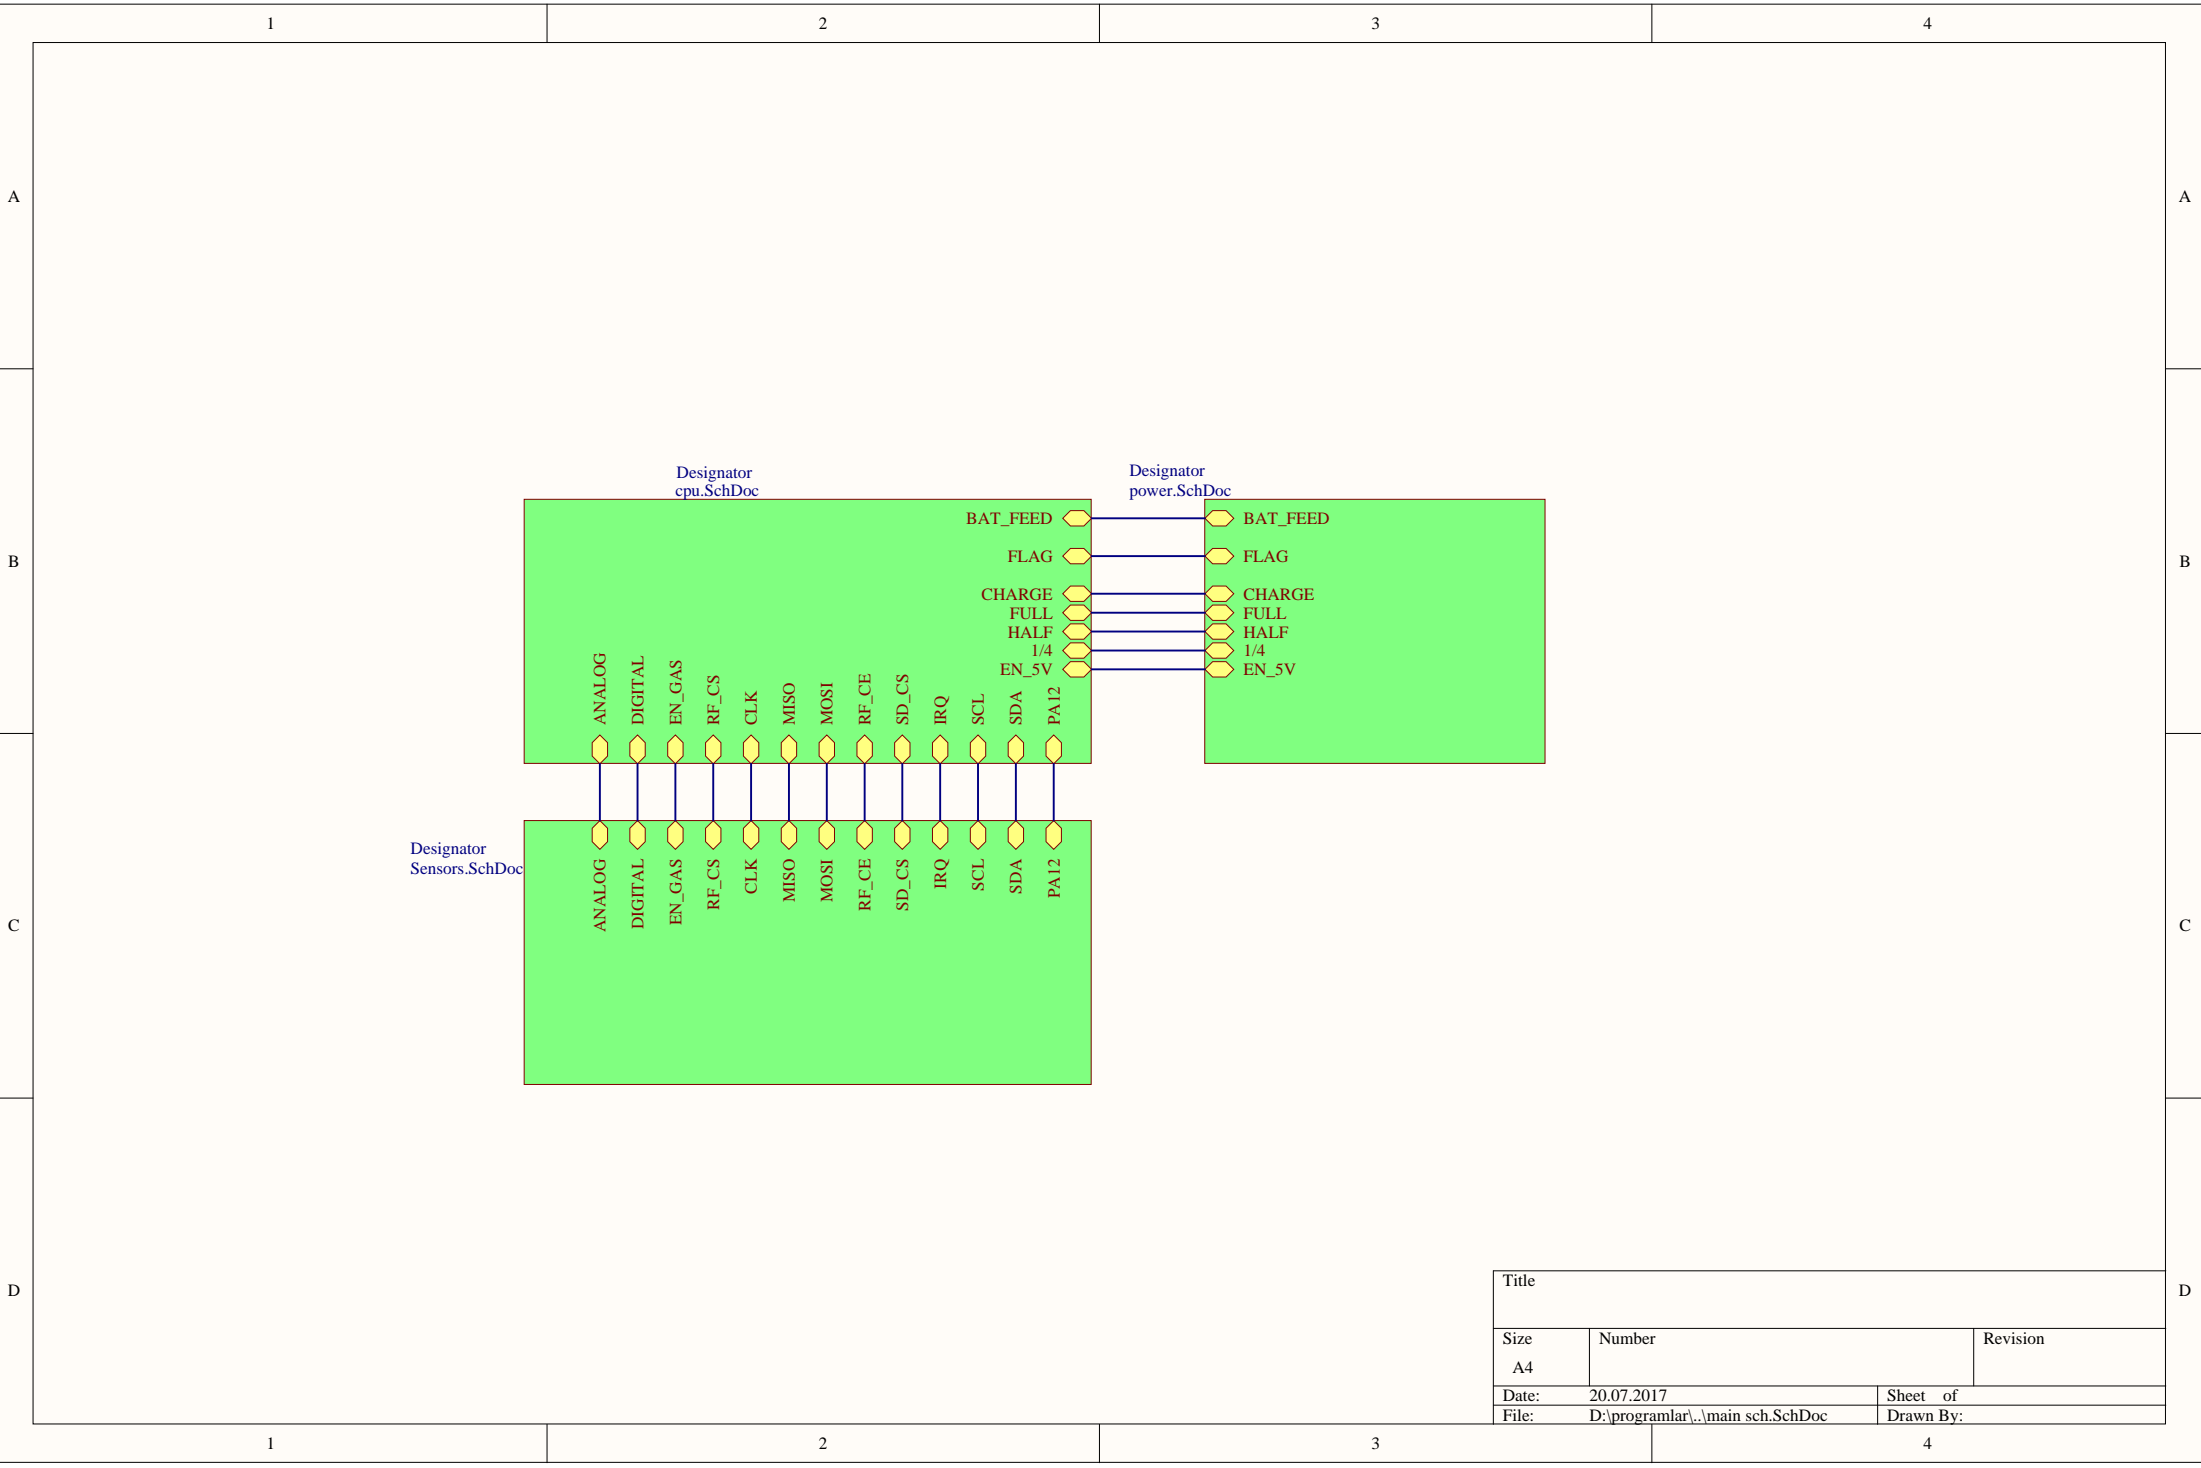 1 2 3 4
A A
Designator
cpu.SchDoc
Designator
power.SchDoc
BAT_FEED BAT_FEED
B FLAG FLAG B
CHARGE CHARGE
FULL FULL
HALF HALF
1/4 1/4
EN_5V EN_5V
ANALOG DIGITAL EN_GAS RF_CS CLK MISO MOSI RF_CE SD_CS IRQ SCL SDA PA12
Designator
Sensors.SchDoc
ANALOG DIGITAL EN_GAS RF_CS CLK MISO MOSI RF_CE SD_CS IRQ SCL SDA PA12
C C
D D
Title
Size Number Revision
A4
Date: 20.07.2017 Sheet of
File: D:\programlar\..\main sch.SchDoc Drawn By:
1 2 3 4